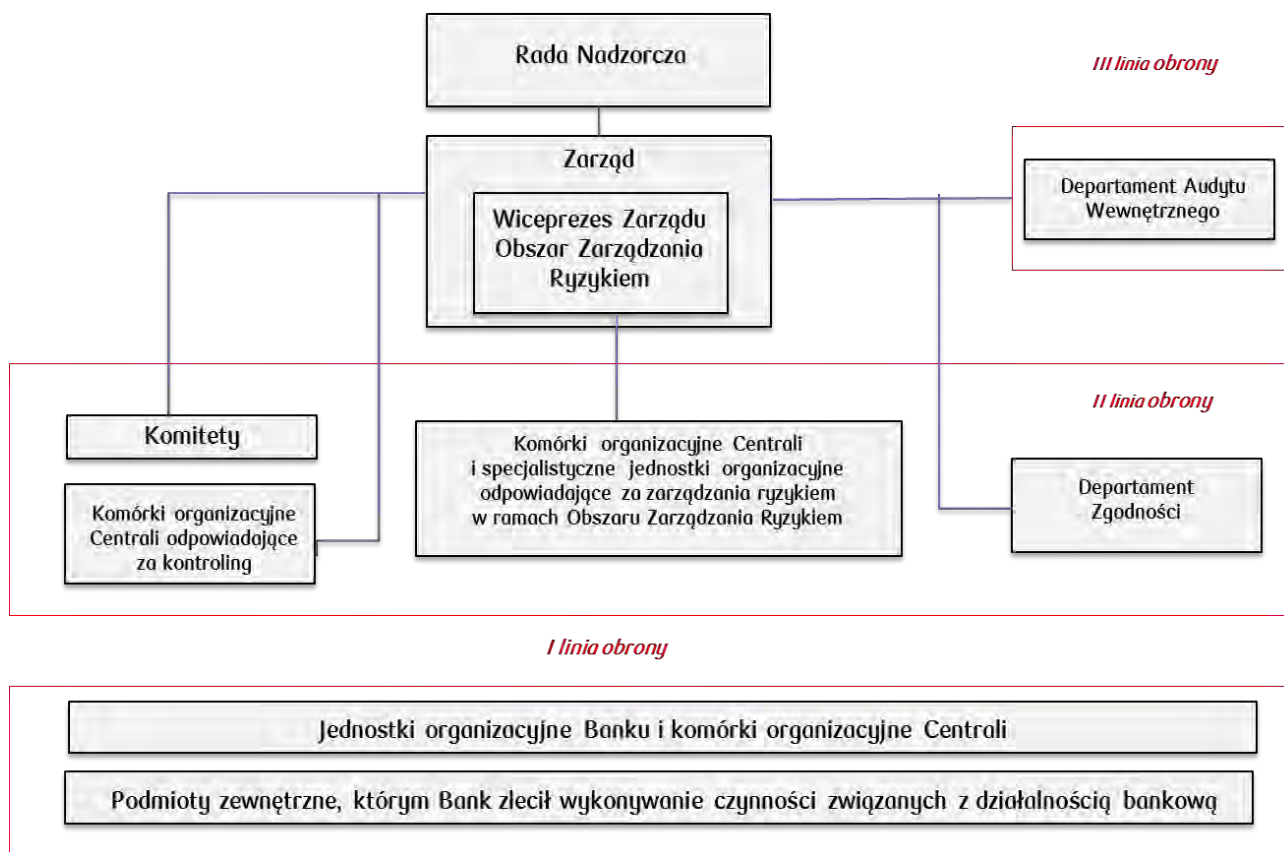 Rada Nadzorcza
III linia obrony
Zarząd
Wiceprezes Zarządu
Obszar Zarządzania
Ryzykiem
Departament Audytu
Wewnętrznego
II linia obrony
Komitety
Komórki organizacyjne
Centrali odpowiadające
za kontroling
Komórki organizacyjne Centrali
i specjalistyczne jednostki organizacyjne
odpowiadające za zarządzania ryzykiem
w ramach Obszaru Zarządzania Ryzykiem
Departament
Zgodności
I linia obrony
Jednostki organizacyjne Banku i komórki organizacyjne Centrali
Podmioty zewnętrzne, którym Bank zlecił wykonywanie czynności związanych z działalnością bankową